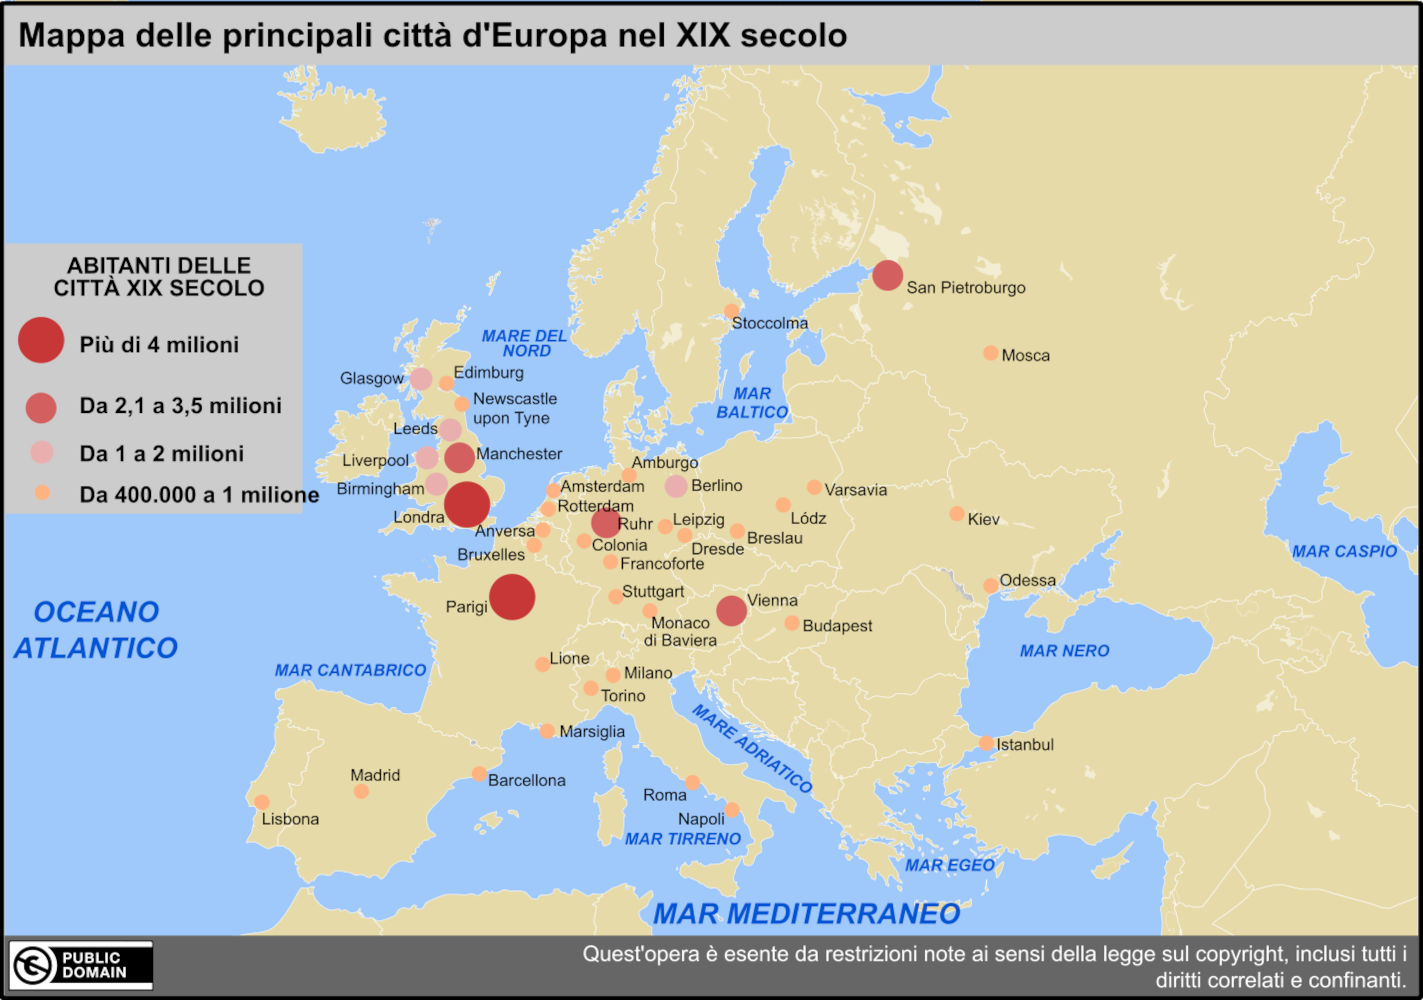 Mappa delle principali città d'Europa nel XIX secolo
ABITANTI DELLE
CITTÀ XIX SECOLO
Più di 4 milioni
Da 2,1 a 3,5 milioni
Da 1 a 2 milioni
Da 400.000 a 1 milione
San Pietroburgo
Stoccolma
MARE DEL
NORD
Mosca
Glasgow
Edimburg
MAR
BALTICO
Newscastle
upon Tyne
Leeds
Manchester
Liverpool
Amburgo
Birmingham
Amsterdam
Berlino
Varsavia
Rotterdam
Londra
Ruhr
Leipzig
Lódz
Kiev
Anversa
Breslau
Colonia
Dresde
Bruxelles
Francoforte
MAR CASPIO
Odessa
Stuttgart
Parigi
Vienna
OCEANO
ATLANTICO
Monaco
di Baviera
Budapest
MAR NERO
Lione
MAR CANTABRICO
Milano
Torino
MARE ADRIATICO
Marsiglia
Istanbul
Madrid
Barcellona
Roma
Lisbona
Napoli
MAR TIRRENO
MAR EGEO
MAR MEDITERRANEO
PUBLIC
DOMAIN
Quest'opera è esente da restrizioni note ai sensi della legge sul copyright, inclusi tutti i
diritti correlati e confinanti.